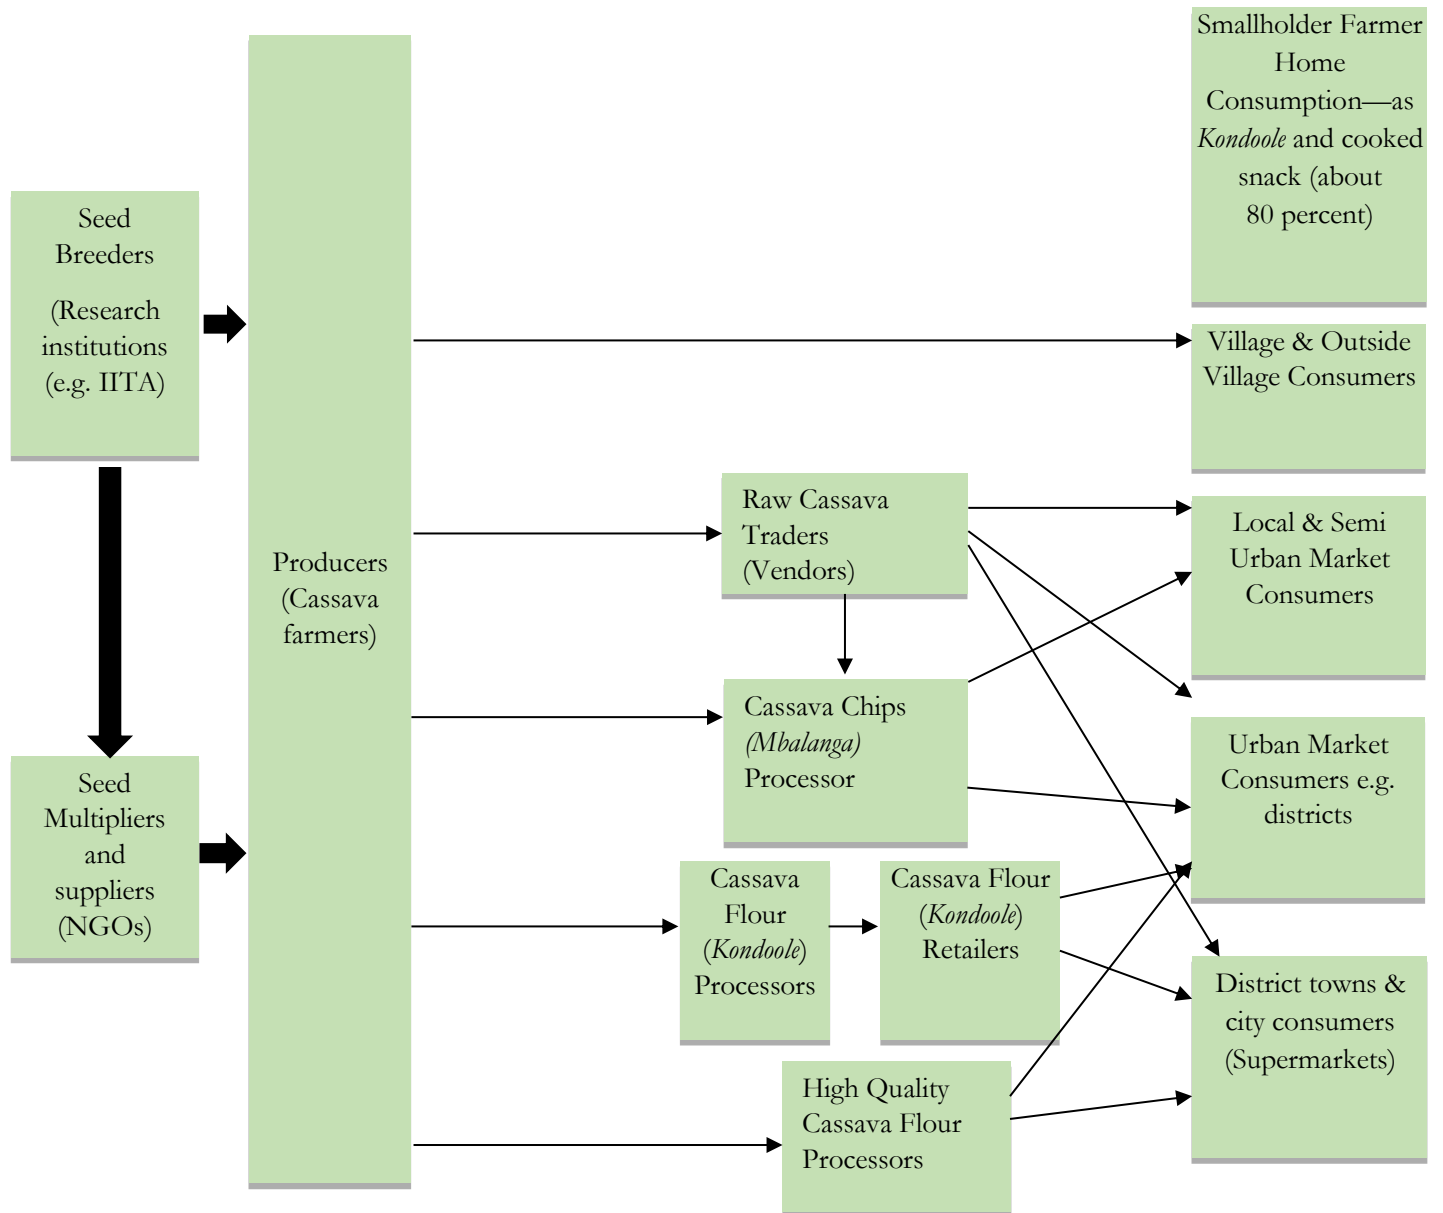 Seed
Breeders
(Research
institutions
(e.g. IITA)
Seed
Multipliers
and
suppliers
(NGOs)
Producers
(Cassava
farmers)
Raw Cassava
Traders
(Vendors)
Cassava Chips
(Mbalanga)
Processor
Cassava
Flour
(Kondoole)
Processors
Cassava Flour
(Kondoole)
Retailers
High Quality
Cassava Flour
Processors
Smallholder Farmer
Home
Consumption—as
Kondoole and cooked
snack (about
80 percent)
Village & Outside
Village Consumers
Local & Semi
Urban Market
Consumers
Urban Market
Consumers e.g.
districts
District towns &
city consumers
(Supermarkets)